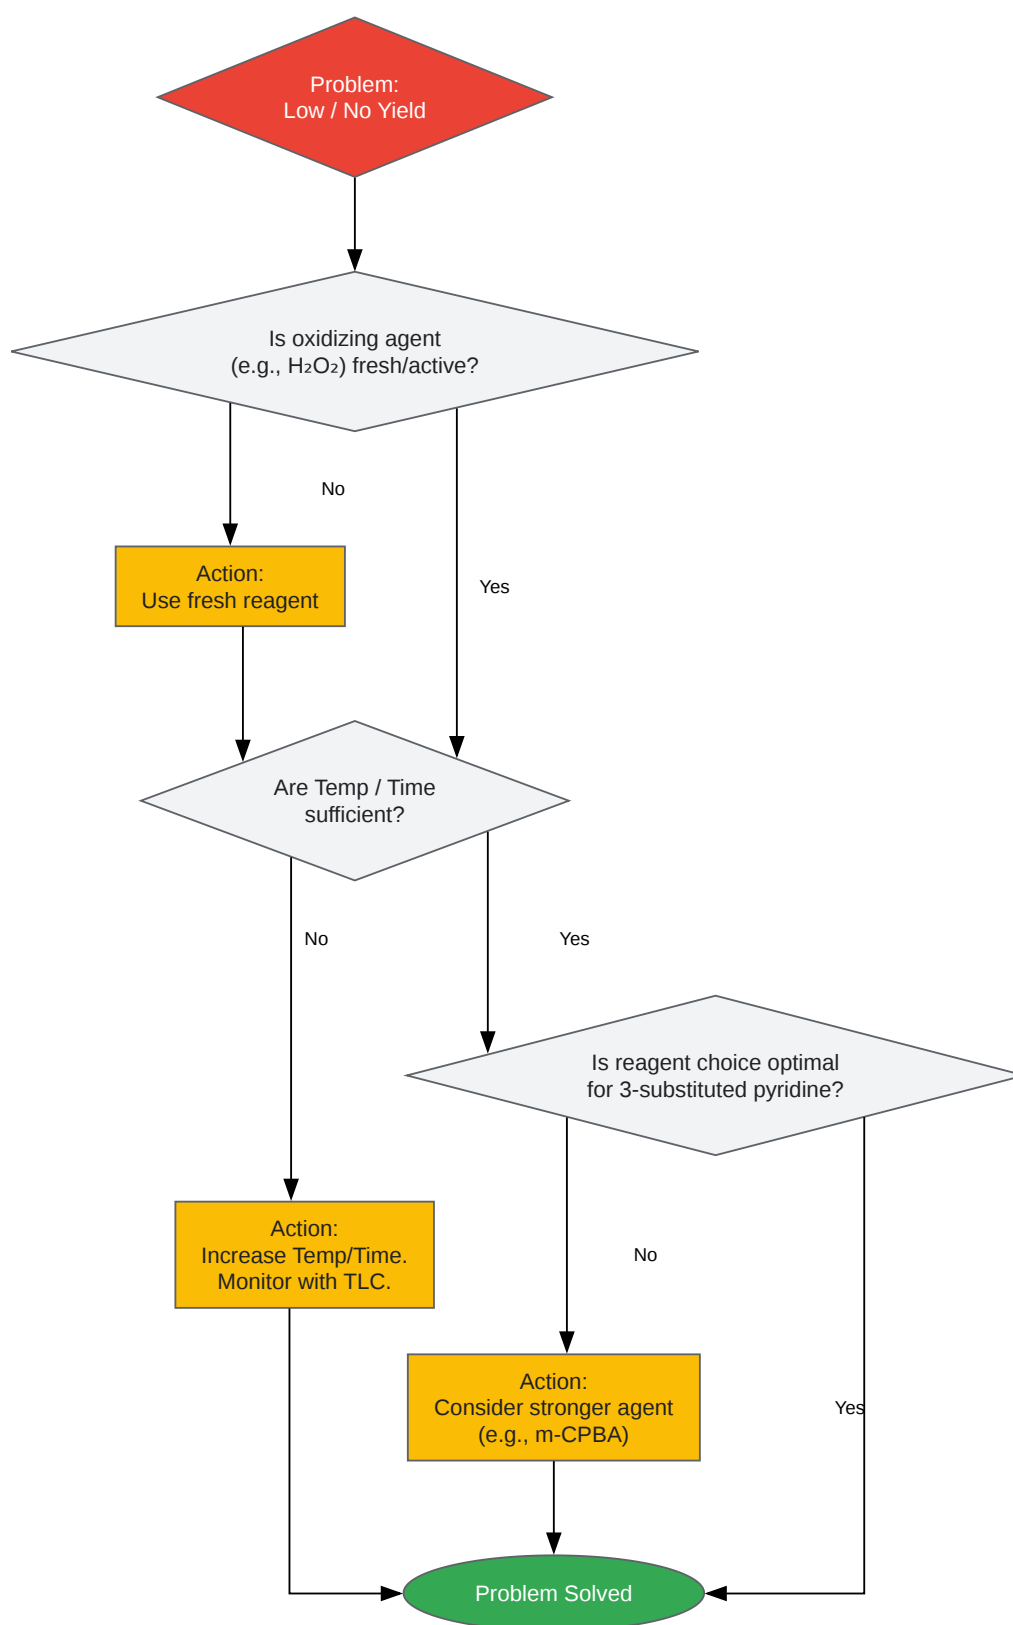 Problem:
Low / No Yield
Is oxidizing agent
(e.g., H₂O₂) fresh/active?
No
Action:
Use fresh reagent
Yes
Are Temp / Time
sufficient?
No
Yes
Is reagent choice optimal
for 3-substituted pyridine?
Action:
Increase Temp/Time.
Monitor with TLC.
No
Action:
Consider stronger agent
(e.g., m-CPBA)
Yes
Problem Solved